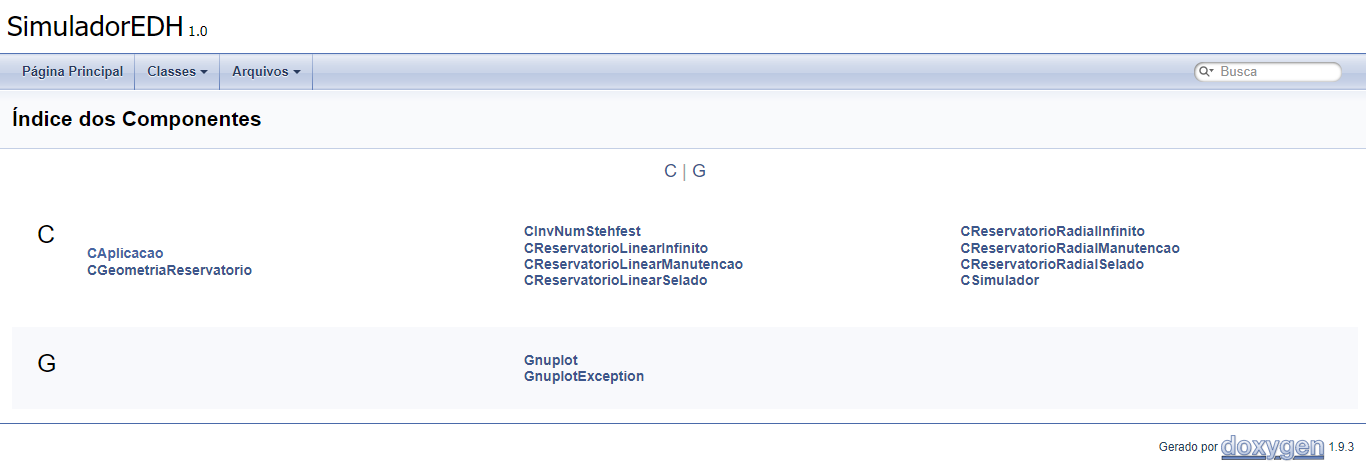 SimuladorEDH 1.0
Página Principal Classes Arquivos Busca
Índice dos Componentes
C | G
C
CAplicacao
CGeometriaReservatorio
CInvNumStehfest
CReservatorioLinearInfinito
CReservatorioLinearManutencao
CReservatorioLinearSelado
CReservatorioRadialInfinito
CReservatorioRadialManutencao
CReservatorioRadialSelado
CSimulador
G
Gnuplot
GnuplotException
Gerado por doxygen 1.9.3